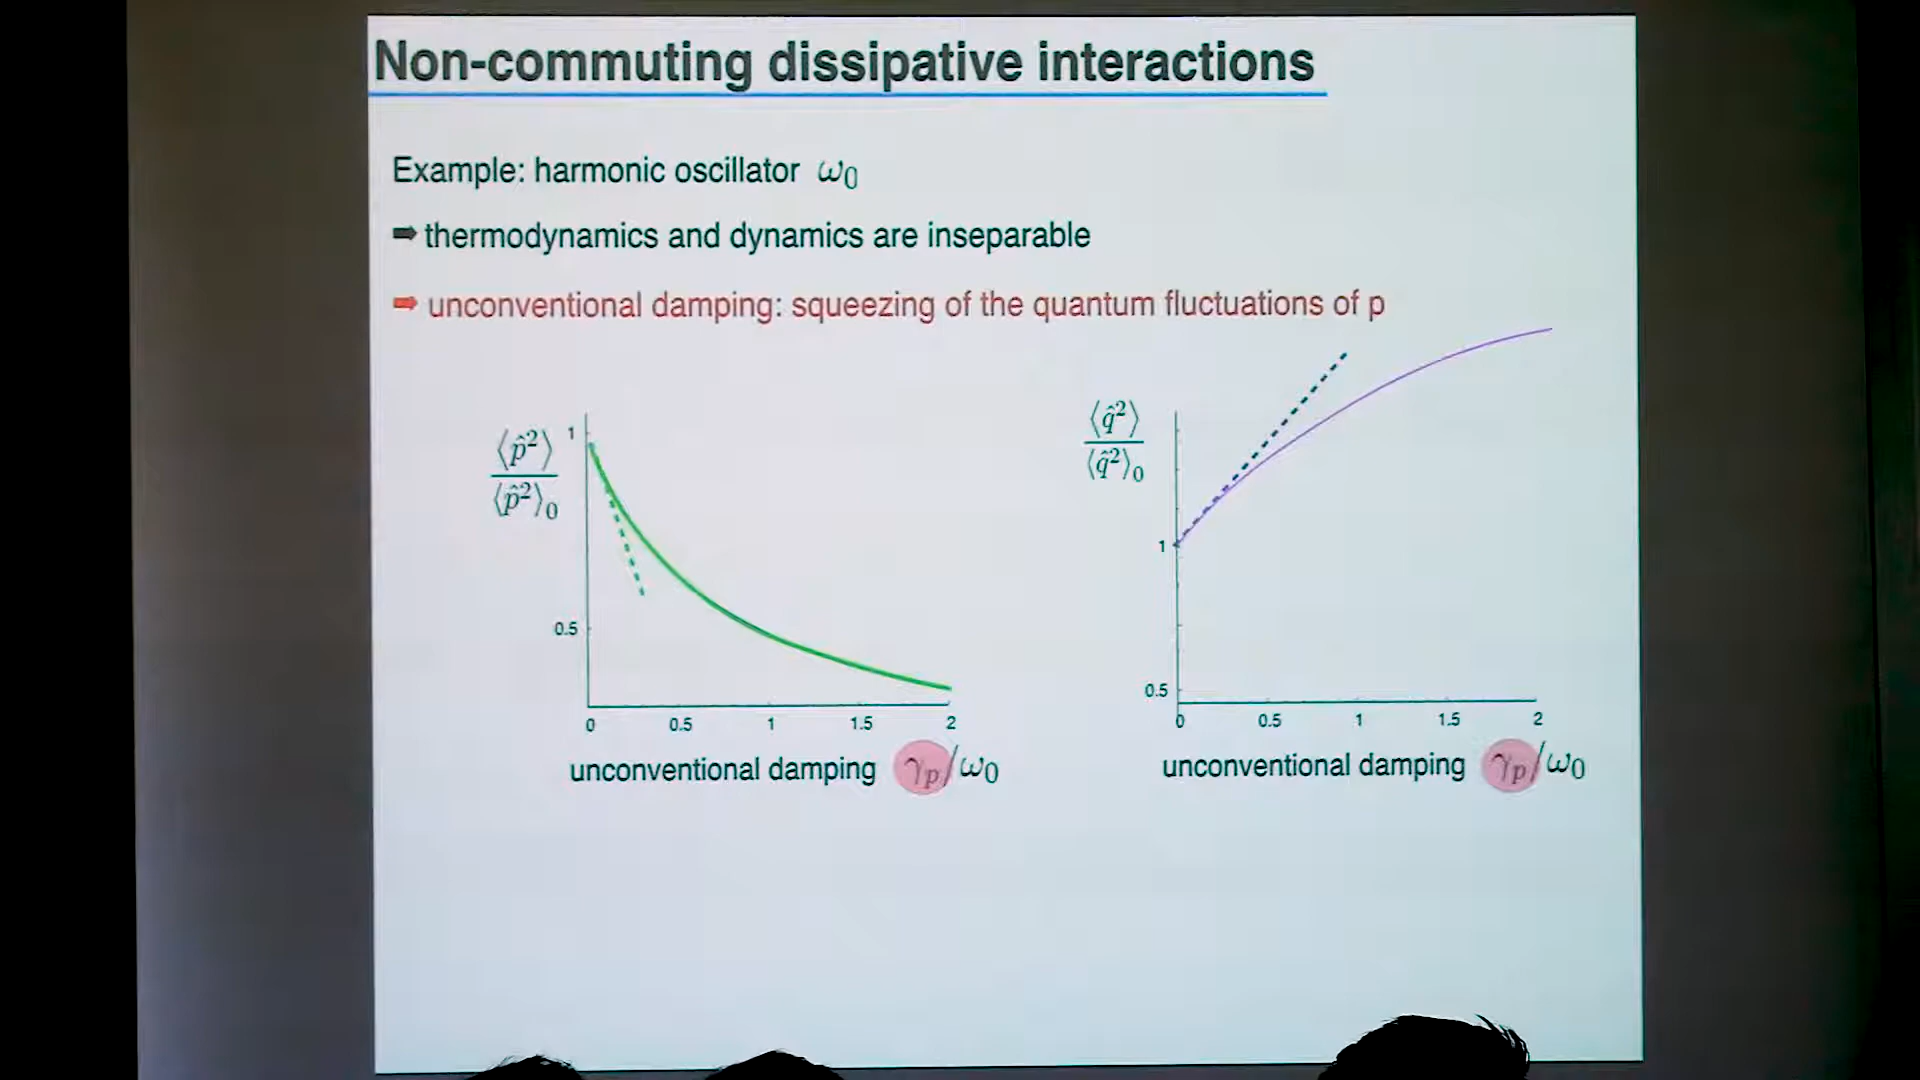 Non-commuting dissipative interactions
Example: harmonic oscillator ω₀
➡ thermodynamics and dynamics are inseparable
➡ unconventional damping: squeezing of the quantum fluctuations of p
⟨p̂²⟩
⟨p̂²⟩₀
1
0.5
0 0.5 1 1.5 2
unconventional damping γₚ/ω₀
⟨q̂²⟩
⟨q̂²⟩₀
1
0.5
0 0.5 1 1.5 2
unconventional damping γₚ/ω₀